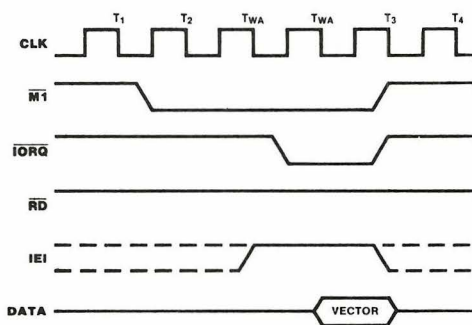 T1 T2 TWA TWA T3 T4
CLK
M1
IORQ
RD
IEI
DATA VECTOR